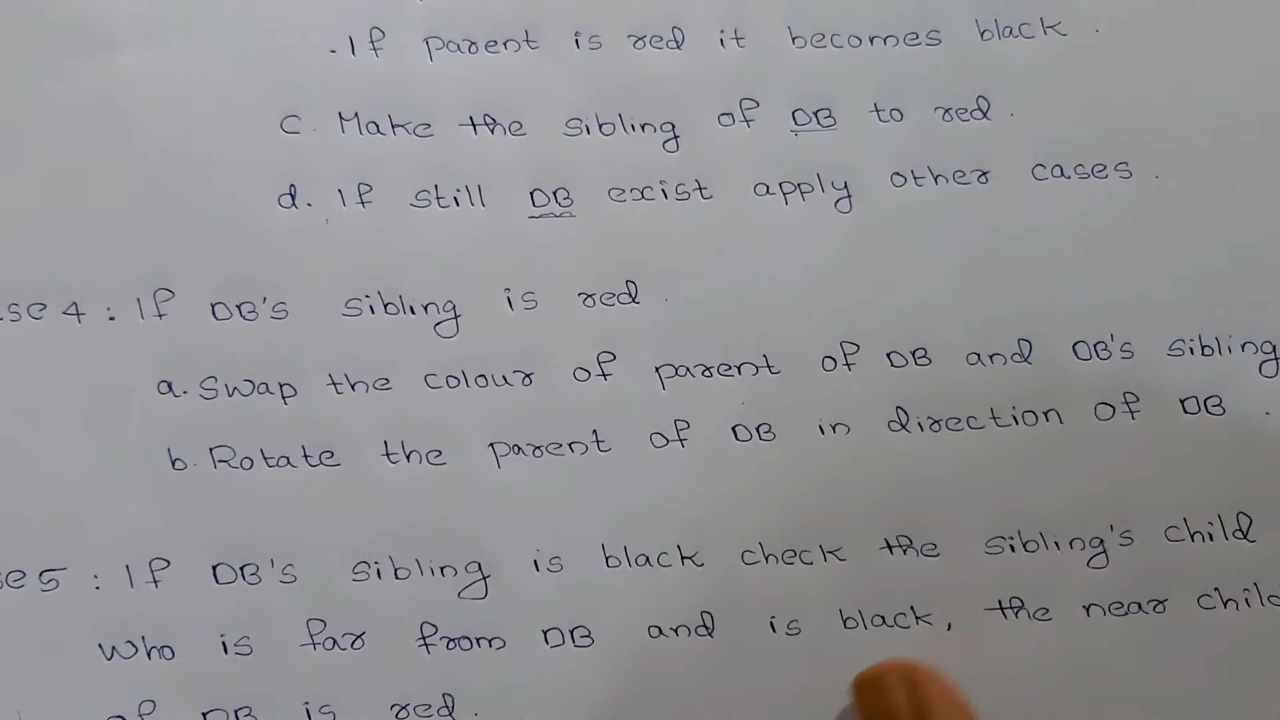 .If parent is red it becomes black.
c. Make the sibling of DB to red.
d. If still DB excist apply other cases.
se 4 : If DB's sibling is red.
a. Swap the colour of parent of DB and DB's sibling
b. Rotate the parent of DB in direction of DB.
se 5 : If DB's sibling is black check the sibling's child
who is far from DB and is black, the near child
of DB is red.